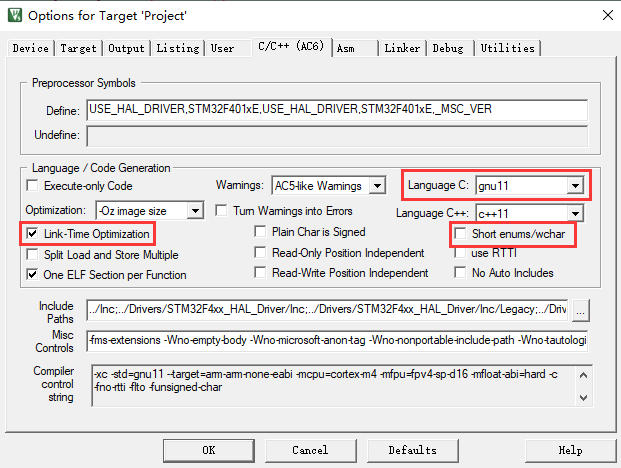 Options for Target 'Project'
Device Target Output Listing User C/C++ (AC6) Asm Linker Debug Utilities
Preprocessor Symbols
Define: USE_HAL_DRIVER,STM32F401xE,USE_HAL_DRIVER,STM32F401xE,_MSC_VER
Undefine:
Language / Code Generation
Execute-only Code Warnings: AC5-like Warnings Language C: gnu11
Optimization: -Oz image size Turn Warnings into Errors Language C++: c++11
Link-Time Optimization Plain Char is Signed Short enums/wchar
Split Load and Store Multiple Read-Only Position Independent use RTTI
One ELF Section per Function Read-Write Position Independent No Auto Includes
Include Paths ../Inc;../Drivers/STM32F4xx_HAL_Driver/Inc;../Drivers/STM32F4xx_HAL_Driver/Inc/Legacy;../Driv ...
Misc Controls -fms-extensions -Wno-empty-body -Wno-microsoft-anon-tag -Wno-nonportable-include-path -Wno-tautologi
Compiler control string -xc -std=gnu11 --target=arm-arm-none-eabi -mcpu=cortex-m4 -mfpu=fpv4-sp-d16 -mfloat-abi=hard -c
-fno-rtti -flto -funsigned-char
OK Cancel Defaults Help